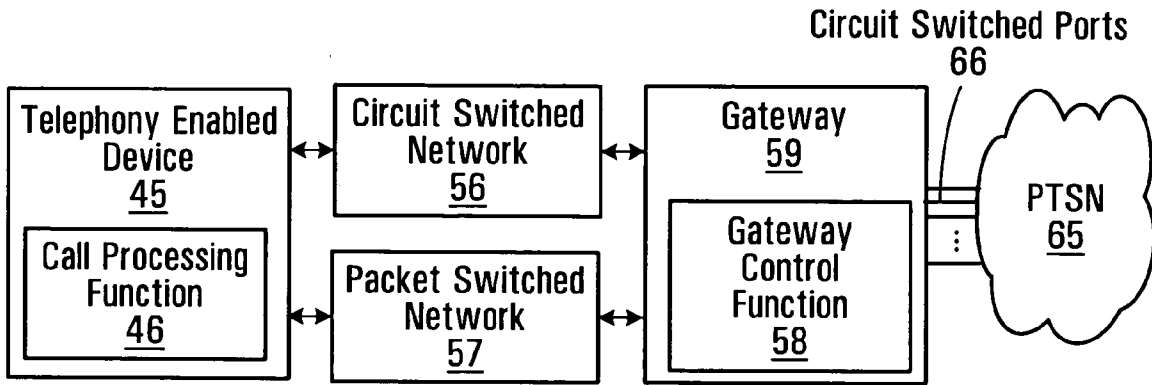 Circuit Switched Ports
66
Telephony Enabled
Device
45
Call Processing
Function
46
Circuit Switched
Network
56
Packet Switched
Network
57
Gateway
59
Gateway
Control
Function
58
PTSN
65